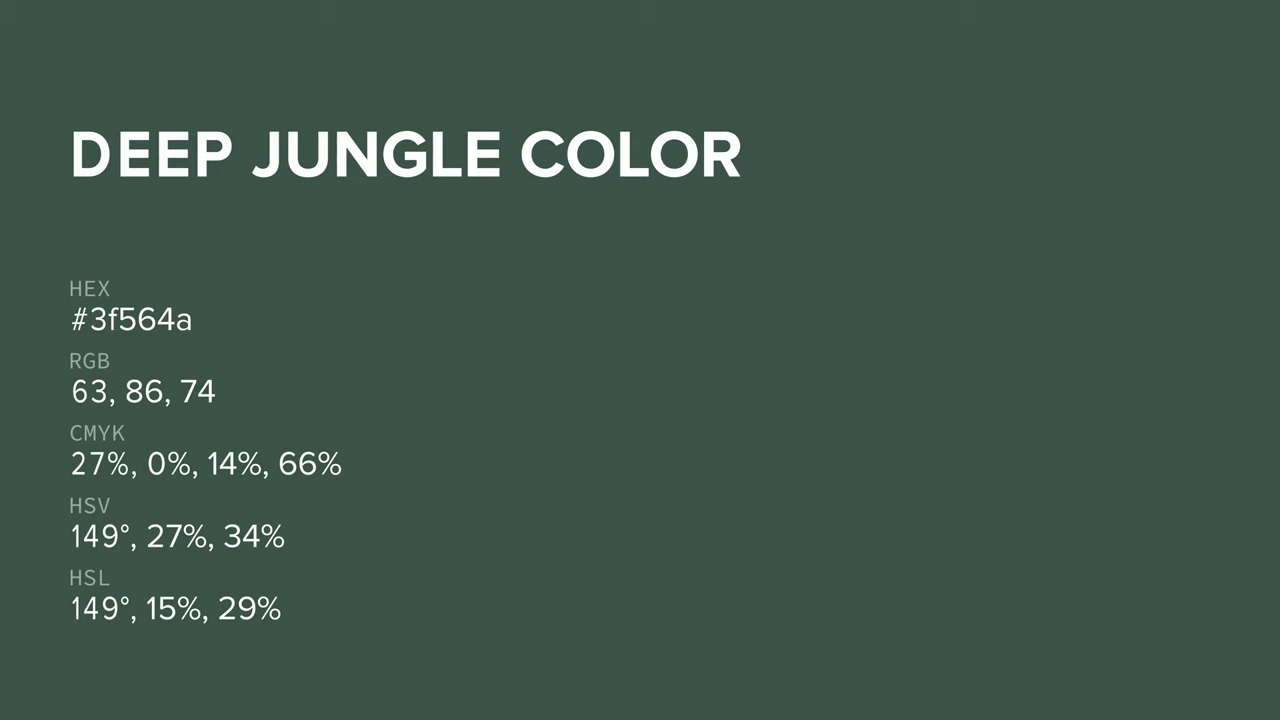 DEEP JUNGLE COLOR
HEX
#3f564a
RGB
63, 86, 74
CMYK
27%, 0%, 14%, 66%
HSV
149°, 27%, 34%
HSL
149°, 15%, 29%